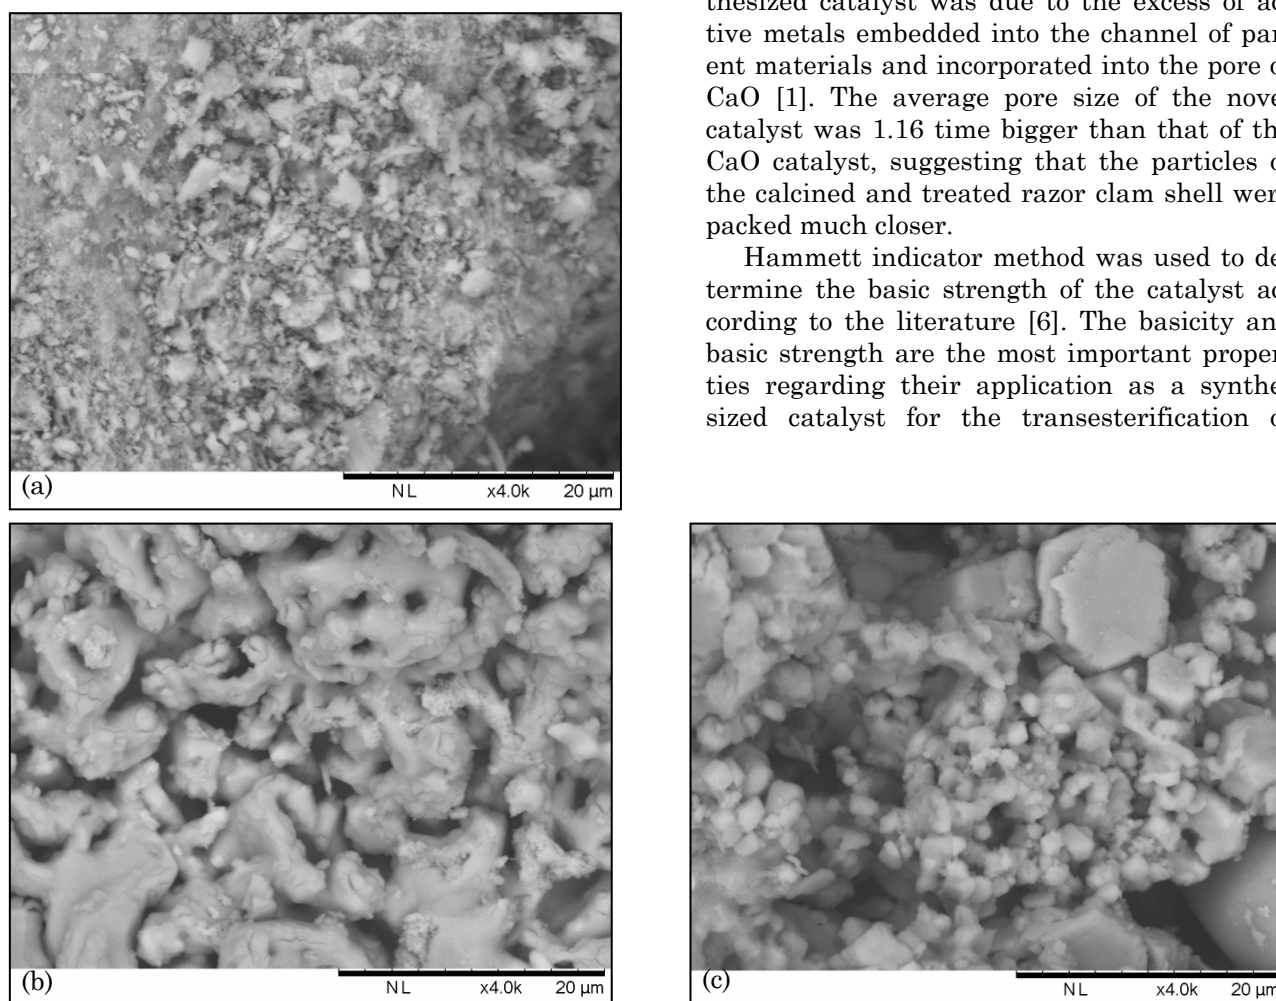 thesized catalyst was due to the excess of ac
tive metals embedded into the channel of par
ent materials and incorporated into the pore o
CaO [1]. The average pore size of the nove
catalyst was 1.16 time bigger than that of th
CaO catalyst, suggesting that the particles o
the calcined and treated razor clam shell wer
packed much closer.
Hammett indicator method was used to de
termine the basic strength of the catalyst ac
cording to the literature [6]. The basicity an
basic strength are the most important proper
ties regarding their application as a synthe
sized catalyst for the transesterification o
(a)
NL x4.0k 20 µm
(b)
NL x4.0k 20 µm
(c)
NL x4.0k 20 µm